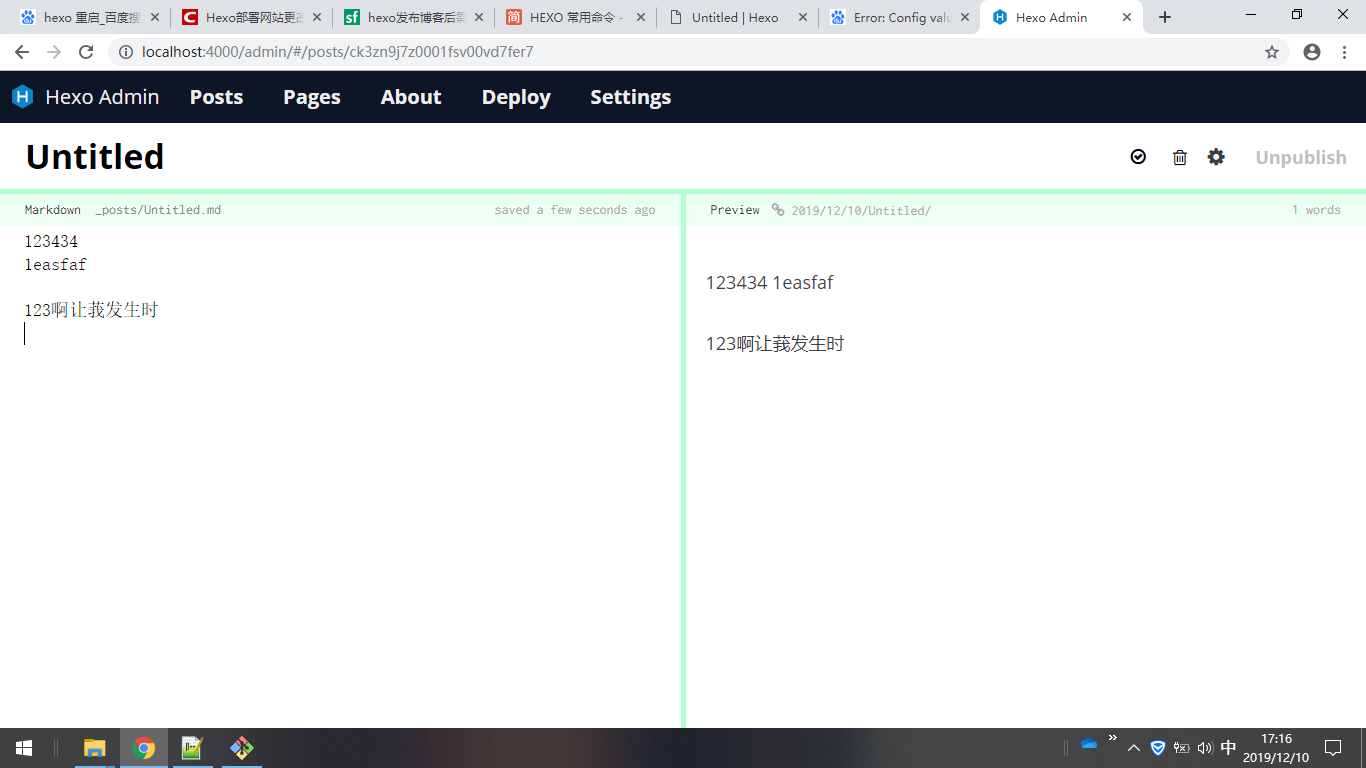 hexo 重启_百度搜
Hexo部署网站更改
hexo发布博客后需
HEXO 常用命令 -
Untitled | Hexo
Error: Config valu
Hexo Admin
localhost:4000/admin/#/posts/ck3zn9j7z0001fsv00vd7fer7
Hexo Admin Posts Pages About Deploy Settings
Untitled
Unpublish
Markdown _posts/Untitled.md saved a few seconds ago
123434
1easfaf
123啊让莪发生时
Preview 2019/12/10/Untitled/ 1 words
123434 1easfaf
123啊让莪发生时
中
17:16
2019/12/10